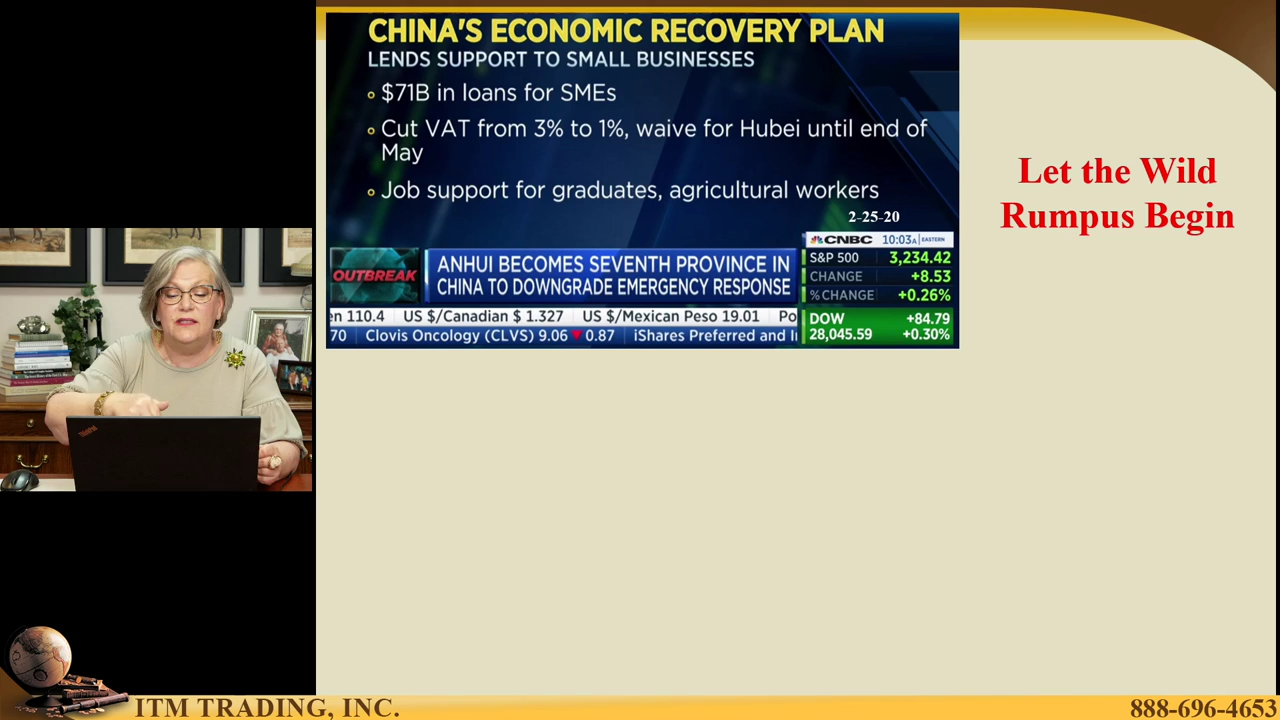 CHINA'S ECONOMIC RECOVERY PLAN
LENDS SUPPORT TO SMALL BUSINESSES
$71B in loans for SMEs
Cut VAT from 3% to 1%, waive for Hubei until end of
May
Job support for graduates, agricultural workers
2-25-20
CNBC 10:03A EASTERN
S&P 500 3,234.42
CHANGE +8.53
%CHANGE +0.26%
DOW +84.79
28,045.59 +0.30%
OUTBREAK
ANHUI BECOMES SEVENTH PROVINCE IN
CHINA TO DOWNGRADE EMERGENCY RESPONSE
110.4 US $/Canadian $ 1.327 US $/Mexican Peso 19.01
70 Clovis Oncology (CLVS) 9.06 ▼ 0.87 iShares Preferred and
Let the Wild
Rumpus Begin
ThinkPad
ITM TRADING, INC.
888-696-4653